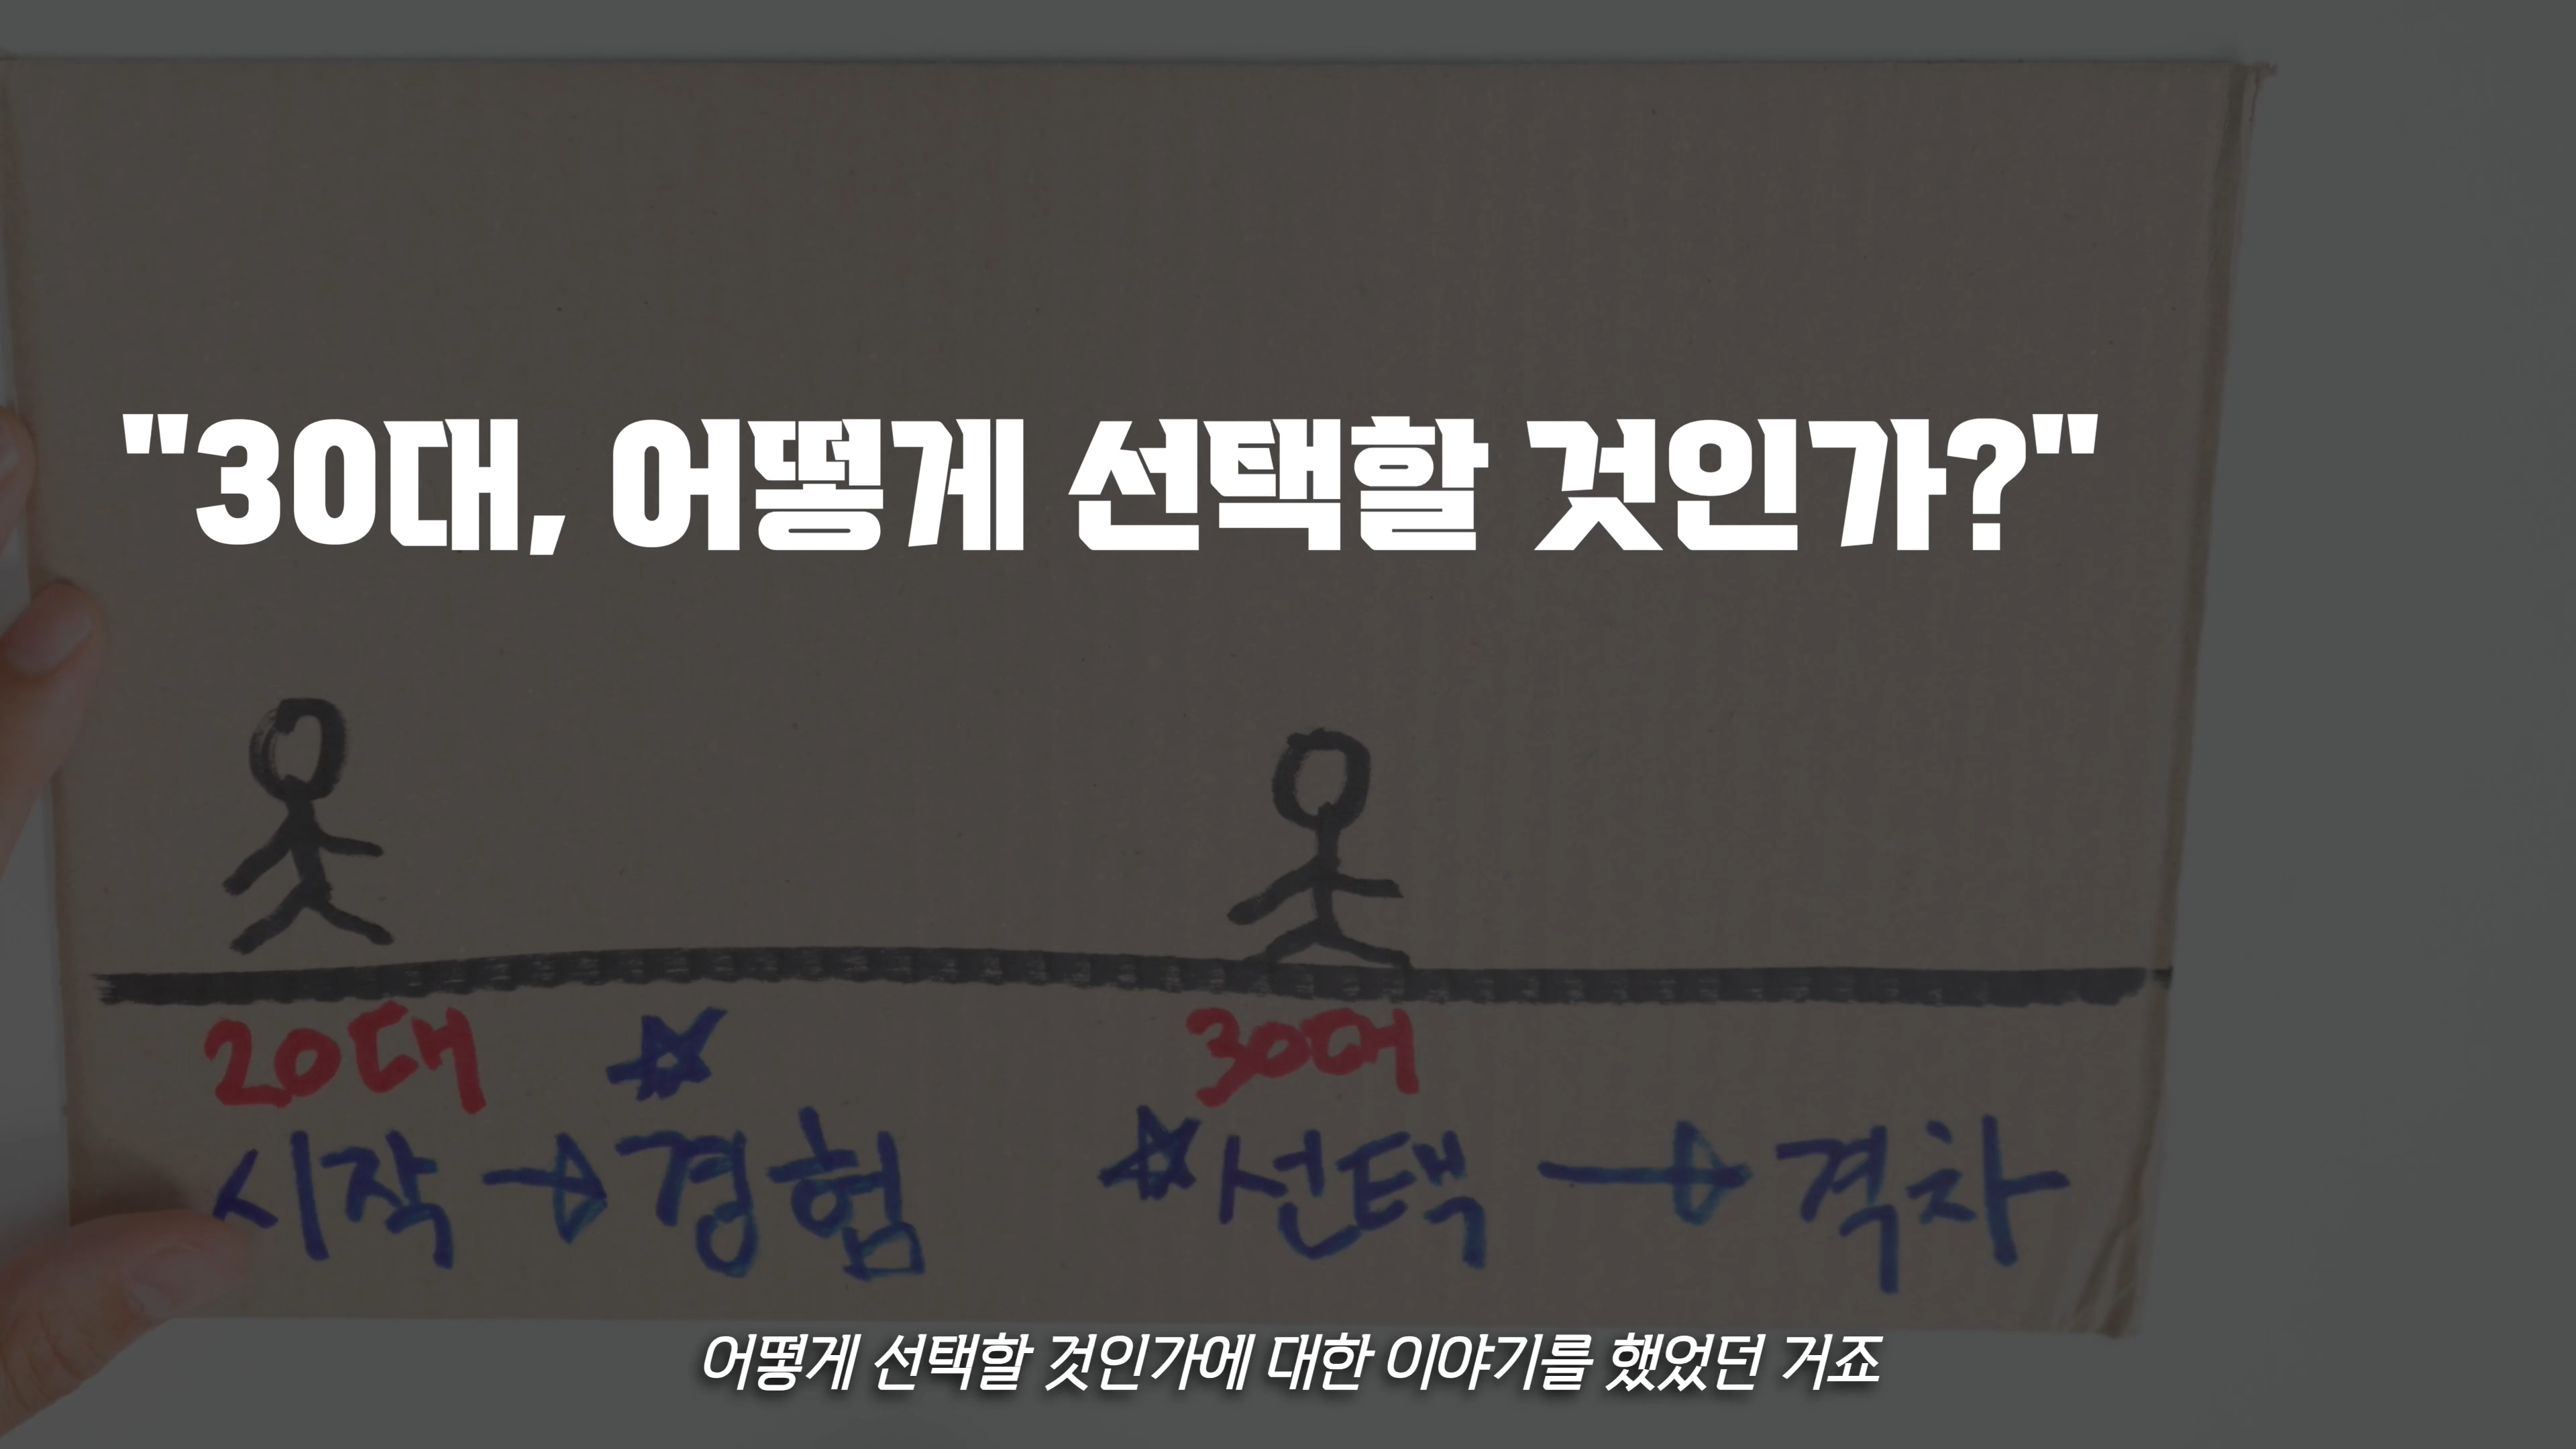 "30대, 어떻게 선택할 것인가?"
20대 ☆ 30대
시작 → 경험 ☆선택 → 격차
어떻게 선택할 것인가에 대한 이야기를 했었던 거죠